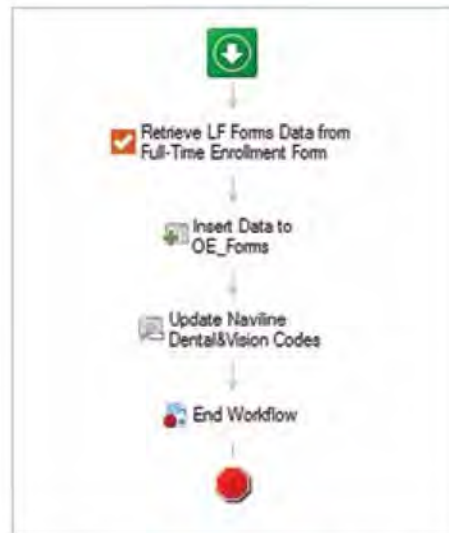 Retrieve LF Forms Data from
Full-Time Enrollment Form
Insert Data to
OE_Forms
Update Naviline
Dental&Vision Codes
End Workflow